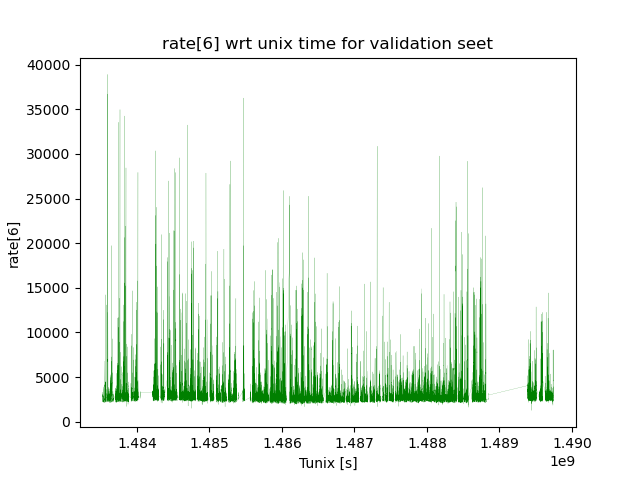 rate[6] wrt unix time for validation seet
40000
35000
30000
25000
20000
15000
10000
5000
0
rate[6]
1.484 1.485 1.486 1.487 1.488 1.489 1.490
1e9
Tunix [s]